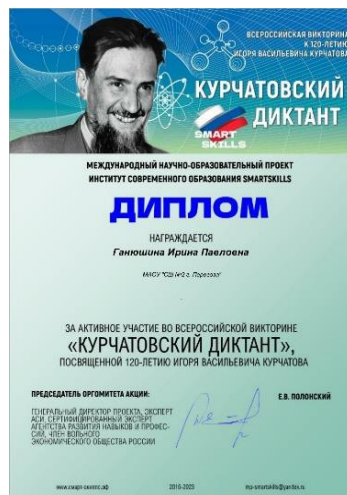 ВСЕРОССИЙСКАЯ ВИКТОРИНА
К 120-ЛЕТИЮ
ИГОРЯ ВАСИЛЬЕВИЧА КУРЧАТОВА
КУРЧАТОВСКИЙ
ДИКТАНТ
SMART
SKILLS
МЕЖДУНАРОДНЫЙ НАУЧНО-ОБРАЗОВАТЕЛЬНЫЙ ПРОЕКТ
ИНСТИТУТ СОВРЕМЕННОГО ОБРАЗОВАНИЯ SMARTSKILLS
ДИПЛОМ
НАГРАЖДАЕТСЯ
Ганюшина Ирина Павловна
ЗА АКТИВНОЕ УЧАСТИЕ ВО ВСЕРОССИЙСКОЙ ВИКТОРИНЕ
«КУРЧАТОВСКИЙ ДИКТАНТ»,
ПОСВЯЩЕННОЙ 120-ЛЕТИЮ ИГОРЯ ВАСИЛЬЕВИЧА КУРЧАТОВА
ПРЕДСЕДАТЕЛЬ ОРГОМИТЕТА АКЦИИ:
Е.В. ПОЛОНСКИЙ
ГЕНЕРАЛЬНЫЙ ДИРЕКТОР ПРОЕКТА, ЭКСПЕРТ
АСИ, СЕРТИФИЦИРОВАННЫЙ ЭКСПЕРТ
АГЕНТСТВА РАЗВИТИЯ НАВЫКОВ И ПРОФЕС-
СИЙ, ЧЛЕН ВОЛЬНОГО
ЭКОНОМИЧЕСКОГО ОБЩЕСТВА РОССИИ